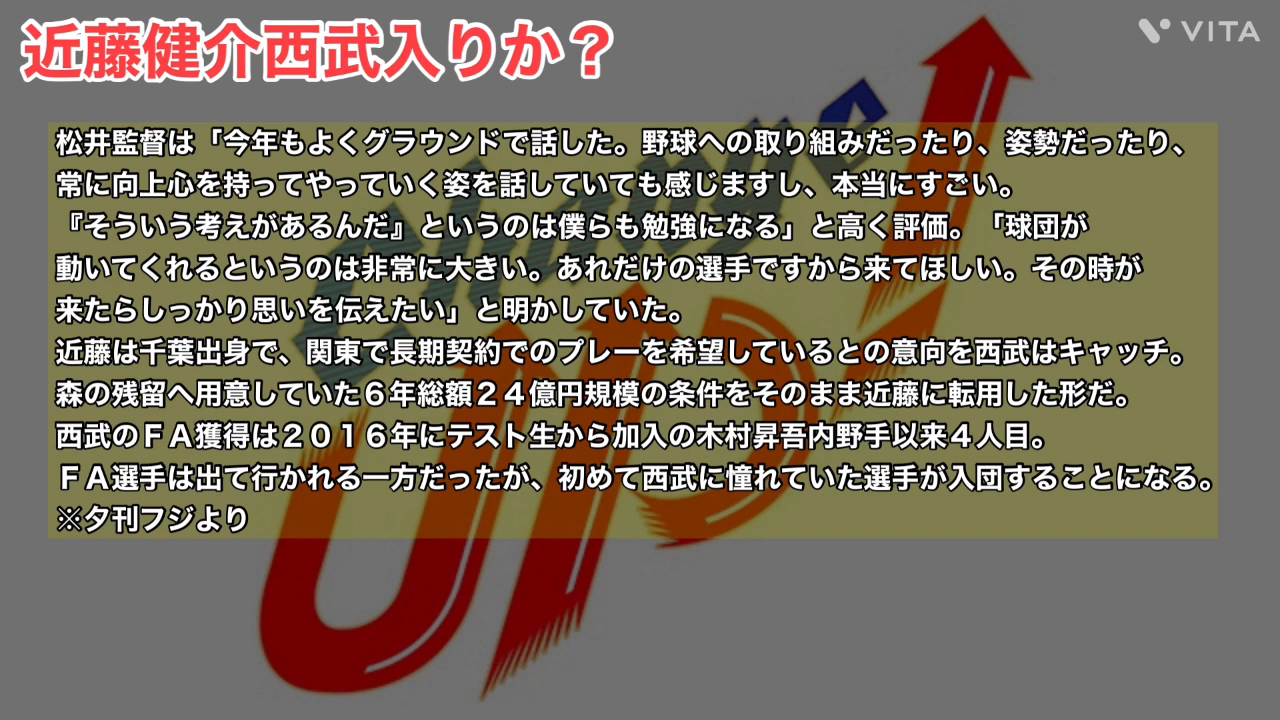 近藤健介西武入りか？
VITA
松井監督は「今年もよくグラウンドで話した。野球への取り組みだったり、姿勢だったり、
常に向上心を持ってやっていく姿を話していても感じますし、本当にすごい。
『そういう考えがあるんだ』というのは僕らも勉強になる」と高く評価。「球団が
動いてくれるというのは非常に大きい。あれだけの選手ですから来てほしい。その時が
来たらしっかり思いを伝えたい」と明かしていた。
近藤は千葉出身で、関東で長期契約でのプレーを希望しているとの意向を西武はキャッチ。
森の残留へ用意していた６年総額２４億円規模の条件をそのまま近藤に転用した形だ。
西武のＦＡ獲得は２０１６年にテスト生から加入の木村昇吾内野手以来４人目。
ＦＡ選手は出て行かれる一方だったが、初めて西武に憧れていた選手が入団することになる。
※夕刊フジより
Change
UP